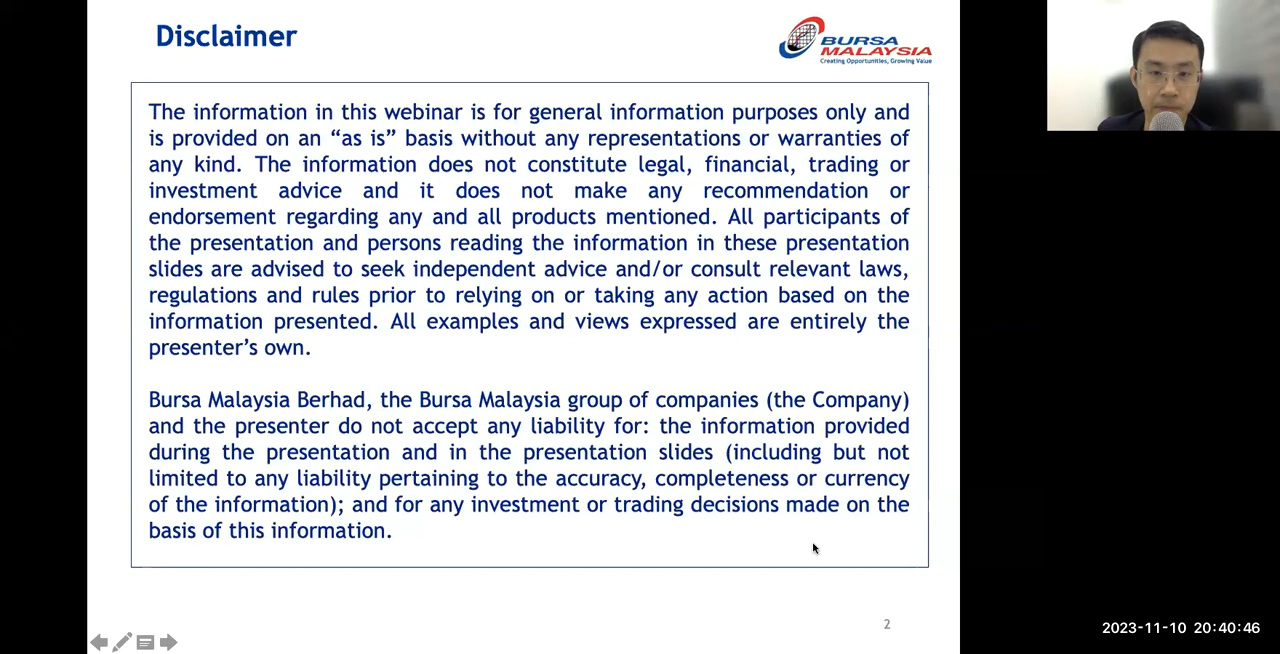 Disclaimer
BURSA
MALAYSIA
Creating Opportunities, Growing Value
The information in this webinar is for general information purposes only and
is provided on an “as is” basis without any representations or warranties of
any kind. The information does not constitute legal, financial, trading or
investment advice and it does not make any recommendation or
endorsement regarding any and all products mentioned. All participants of
the presentation and persons reading the information in these presentation
slides are advised to seek independent advice and/or consult relevant laws,
regulations and rules prior to relying on or taking any action based on the
information presented. All examples and views expressed are entirely the
presenter’s own.
Bursa Malaysia Berhad, the Bursa Malaysia group of companies (the Company)
and the presenter do not accept any liability for: the information provided
during the presentation and in the presentation slides (including but not
limited to any liability pertaining to the accuracy, completeness or currency
of the information); and for any investment or trading decisions made on the
basis of this information.
2
2023-11-10 20:40:46